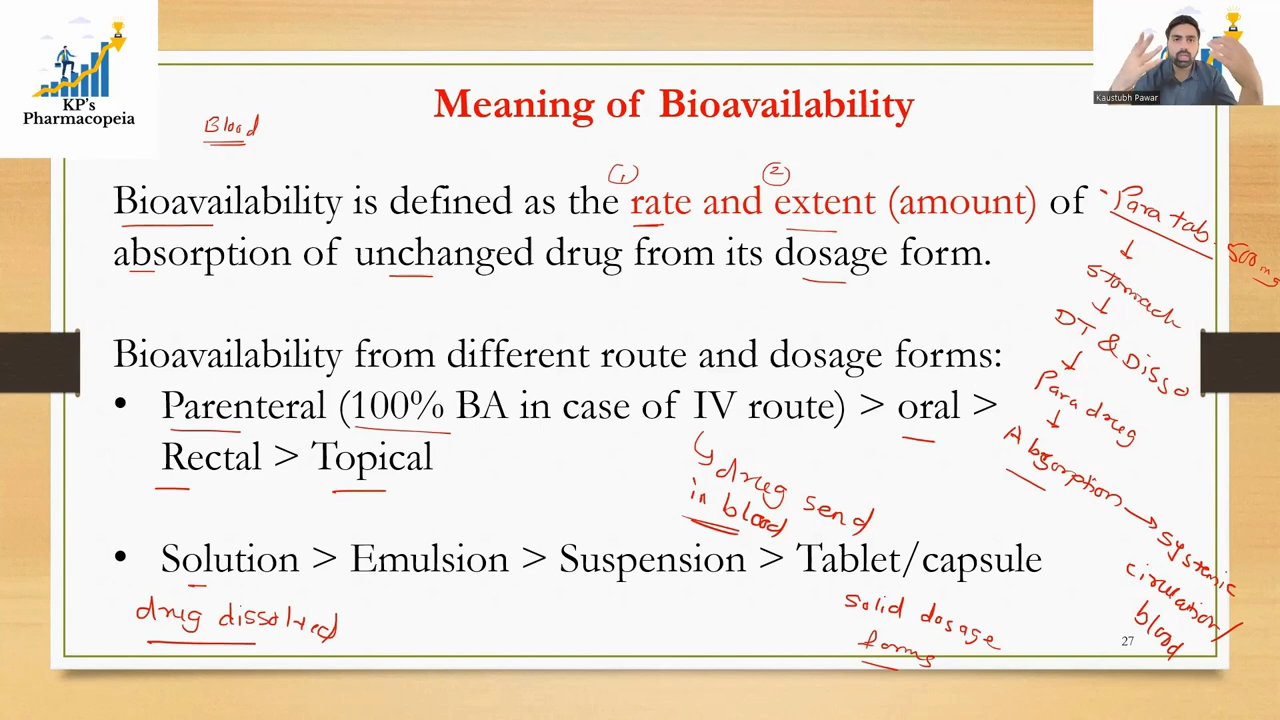 KP's
Pharmacopeia
Kaustubh Pawar
Meaning of Bioavailability
Blood
1
2
Bioavailability is defined as the rate and extent (amount) of
absorption of unchanged drug from its dosage form.
Para tab. 500mg
stomach
DT & Disso
Para drug
Absorption
systemic
circulation/
blood
Bioavailability from different route and dosage forms:
• Parenteral (100% BA in case of IV route) > oral >
Rectal > Topical
drug send
in blood
• Solution > Emulsion > Suspension > Tablet/capsule
drug dissolved
solid dosage
forms
27